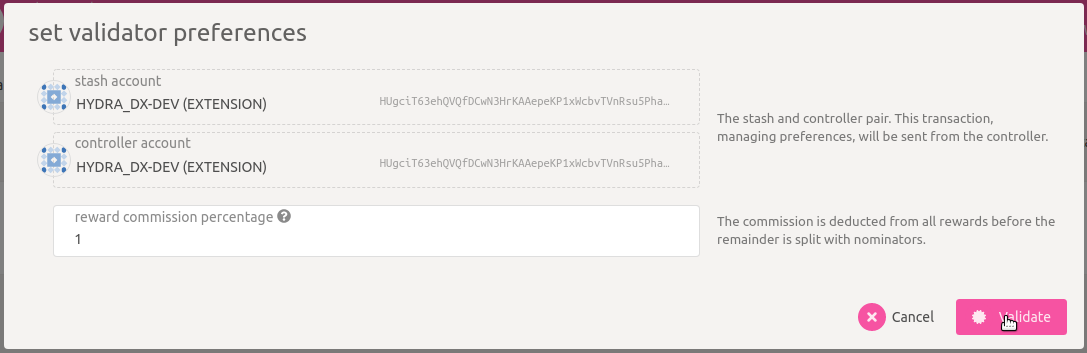 set validator preferences
stash account
HYDRA_DX-DEV (EXTENSION)
HUgciT63ehQVQfDCwN3HrKAAepeKP1xWcbvTVnRsu5Pha…
The stash and controller pair. This transaction,
managing preferences, will be sent from the controller.
controller account
HYDRA_DX-DEV (EXTENSION)
HUgciT63ehQVQfDCwN3HrKAAepeKP1xWcbvTVnRsu5Pha…
reward commission percentage ?
1
The commission is deducted from all rewards before the
remainder is split with nominators.
Cancel
Validate